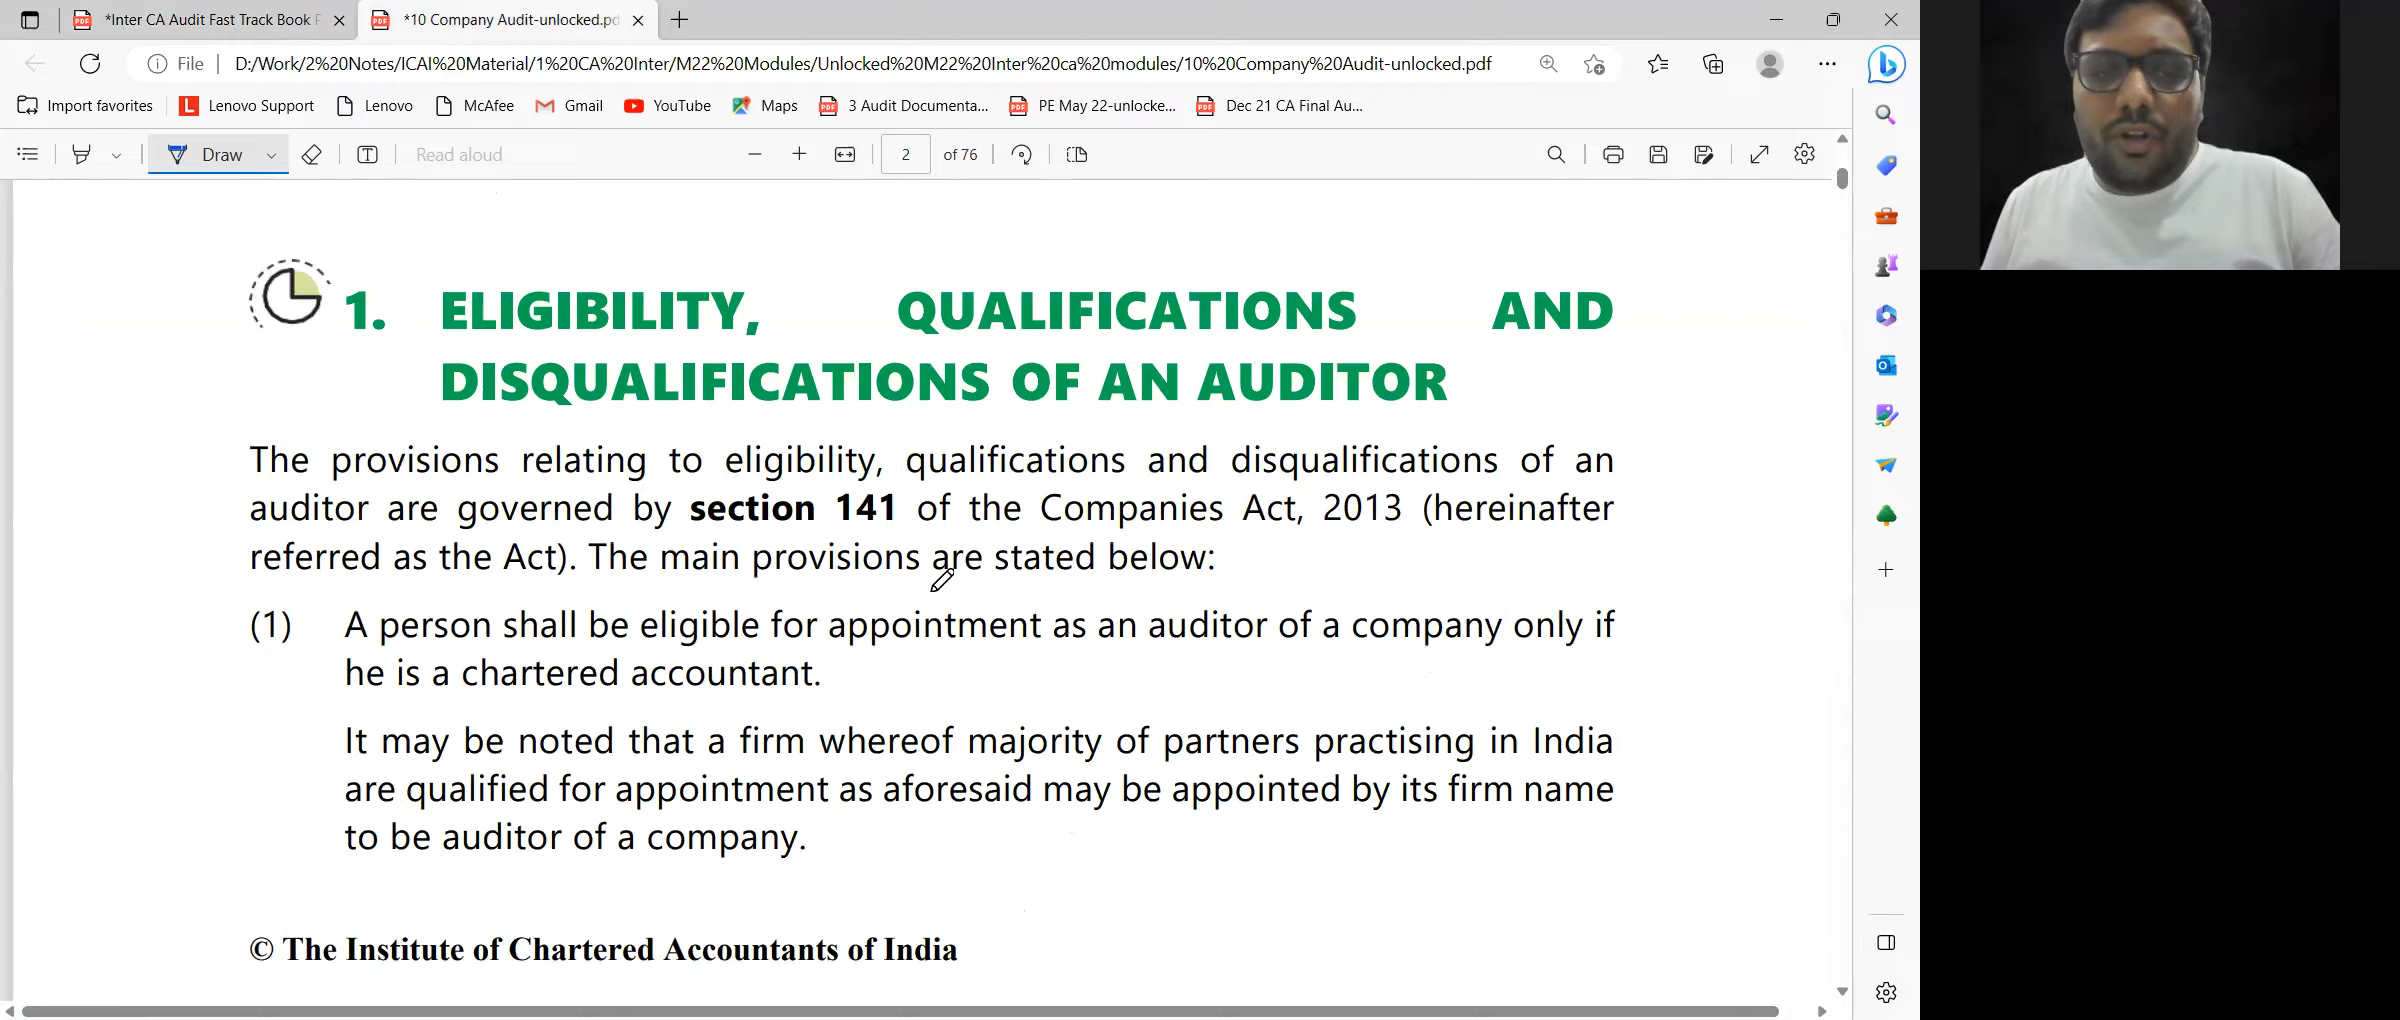 *Inter CA Audit Fast Track Book
*10 Company Audit-unlocked.pd
File
D:/Work/2%20Notes/ICAI%20Material/1%20CA%20Inter/M22%20Modules/Unlocked%20M22%20Inter%20ca%20modules/10%20Company%20Audit-unlocked.pdf
Import favorites
Lenovo Support
Lenovo
McAfee
Gmail
YouTube
Maps
3 Audit Documenta...
PE May 22-unlocke...
Dec 21 CA Final Au...
Draw
Read aloud
2
of 76
1. ELIGIBILITY, QUALIFICATIONS AND
DISQUALIFICATIONS OF AN AUDITOR
The provisions relating to eligibility, qualifications and disqualifications of an
auditor are governed by section 141 of the Companies Act, 2013 (hereinafter
referred as the Act). The main provisions are stated below:
(1) A person shall be eligible for appointment as an auditor of a company only if
he is a chartered accountant.
It may be noted that a firm whereof majority of partners practising in India
are qualified for appointment as aforesaid may be appointed by its firm name
to be auditor of a company.
© The Institute of Chartered Accountants of India